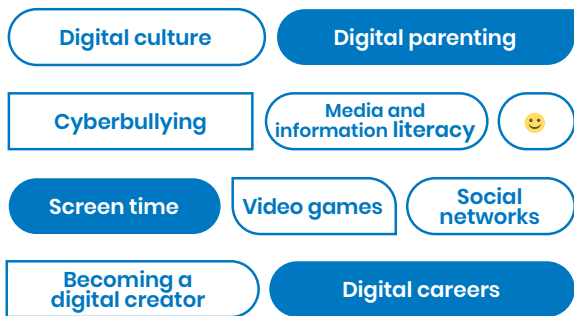 Digital culture
Digital parenting
Cyberbullying
Media and
information literacy
Screen time
Video games
Social
networks
Becoming a
digital creator
Digital careers